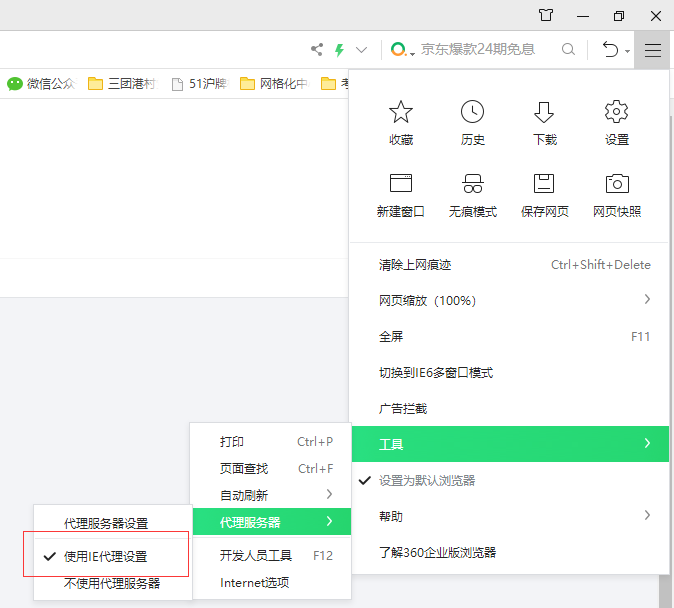 京东爆款24期免息
微信公众
三团港村
51沪牌
网格化中
收藏
历史
下载
设置
新建窗口
无痕模式
保存网页
网页快照
清除上网痕迹 Ctrl+Shift+Delete
网页缩放（100%）
全屏 F11
切换到IE6多窗口模式
广告拦截
工具
设置为默认浏览器
帮助
了解360企业版浏览器
打印 Ctrl+P
页面查找 Ctrl+F
自动刷新
代理服务器
开发人员工具 F12
Internet选项
代理服务器设置
使用IE代理设置
不使用代理服务器